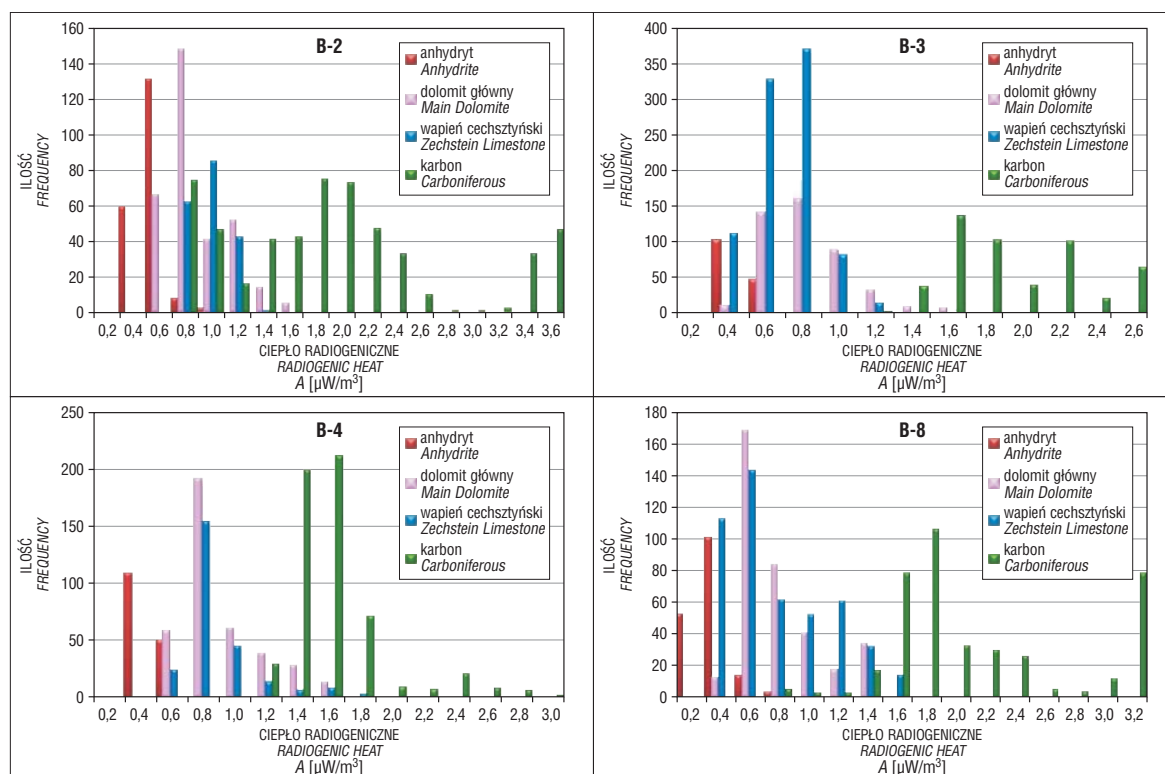 B-2
160
140
120
100
80
60
40
20
0
ILOŚĆ
FREQUENCY
anhydryt
Anhydrite
dolomit główny
Main Dolomite
wapień cechsztyński
Zechstein Limestone
karbon
Carboniferous
0,2 0,4 0,6 0,8 1,0 1,2 1,4 1,6 1,8 2,0 2,2 2,4 2,6 2,8 3,0 3,2 3,4 3,6
CIEPŁO RADIOGENICZNE
RADIOGENIC HEAT
A [µW/m³]
B-3
400
350
300
250
200
150
100
50
0
ILOŚĆ
FREQUENCY
anhydryt
Anhydrite
dolomit główny
Main Dolomite
wapień cechsztyński
Zechstein Limestone
karbon
Carboniferous
0,2 0,4 0,6 0,8 1,0 1,2 1,4 1,6 1,8 2,0 2,2 2,4 2,6
CIEPŁO RADIOGENICZNE
RADIOGENIC HEAT
A [µW/m³]
B-4
250
200
150
100
50
0
ILOŚĆ
FREQUENCY
anhydryt
Anhydrite
dolomit główny
Main Dolomite
wapień cechsztyński
Zechstein Limestone
karbon
Carboniferous
0,2 0,4 0,6 0,8 1,0 1,2 1,4 1,6 1,8 2,0 2,2 2,4 2,6 2,8 3,0
CIEPŁO RADIOGENICZNE
RADIOGENIC HEAT
A [µW/m³]
B-8
180
160
140
120
100
80
60
40
20
0
ILOŚĆ
FREQUENCY
anhydryt
Anhydrite
dolomit główny
Main Dolomite
wapień cechsztyński
Zechstein Limestone
karbon
Carboniferous
0,2 0,4 0,6 0,8 1,0 1,2 1,4 1,6 1,8 2,0 2,2 2,4 2,6 2,8 3,0 3,2
CIEPŁO RADIOGENICZNE
RADIOGENIC HEAT
A [µW/m³]